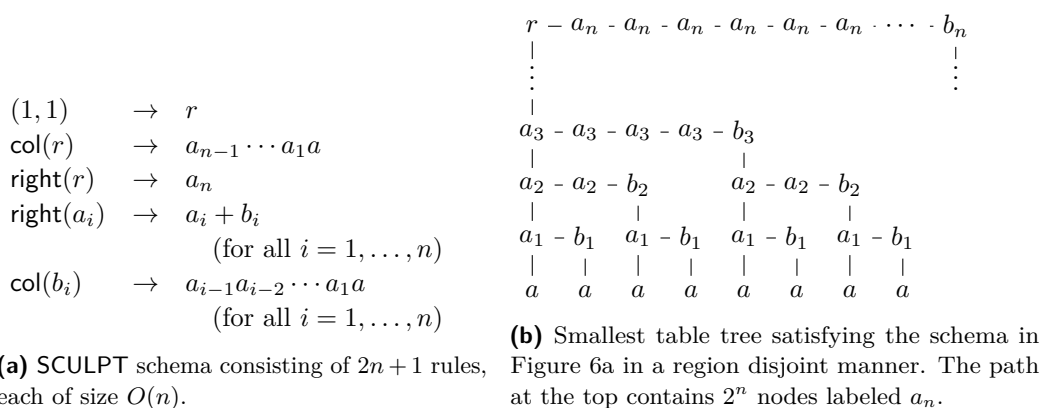 (1, 1) → r
col(r) → a_{n−1} ··· a_1 a
right(r) → a_n
right(a_i) → a_i + b_i
(for all i = 1, . . . , n)
col(b_i) → a_{i−1} a_{i−2} ··· a_1 a
(for all i = 1, . . . , n)
(a) SCULPT schema consisting of 2n + 1 rules,
each of size O(n).
r – a_n - a_n - a_n - a_n - a_n - a_n ····· b_n
⋮ ⋮
a_3 - a_3 - a_3 - a_3 - b_3
a_2 - a_2 - b_2 a_2 - a_2 - b_2
a_1 - b_1 a_1 - b_1 a_1 - b_1 a_1 - b_1
a a a a a a a a
(b) Smallest table tree satisfying the schema in
Figure 6a in a region disjoint manner. The path
at the top contains 2^n nodes labeled a_n.